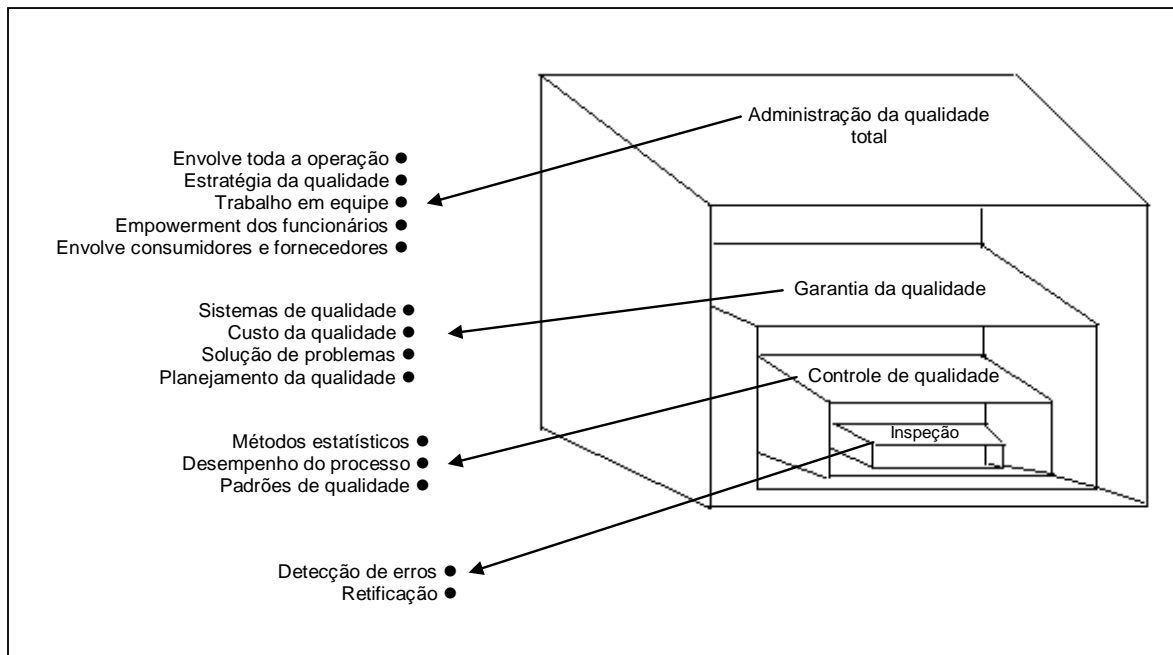 Administração da qualidade
total
Envolve toda a operação ●
Estratégia da qualidade ●
Trabalho em equipe ●
Empowerment dos funcionários ●
Envolve consumidores e fornecedores ●
Garantia da qualidade
Sistemas de qualidade ●
Custo da qualidade ●
Solução de problemas ●
Planejamento da qualidade ●
Controle de qualidade
Métodos estatísticos ●
Desempenho do processo ●
Padrões de qualidade ●
Inspeção
Detecção de erros ●
Retificação ●